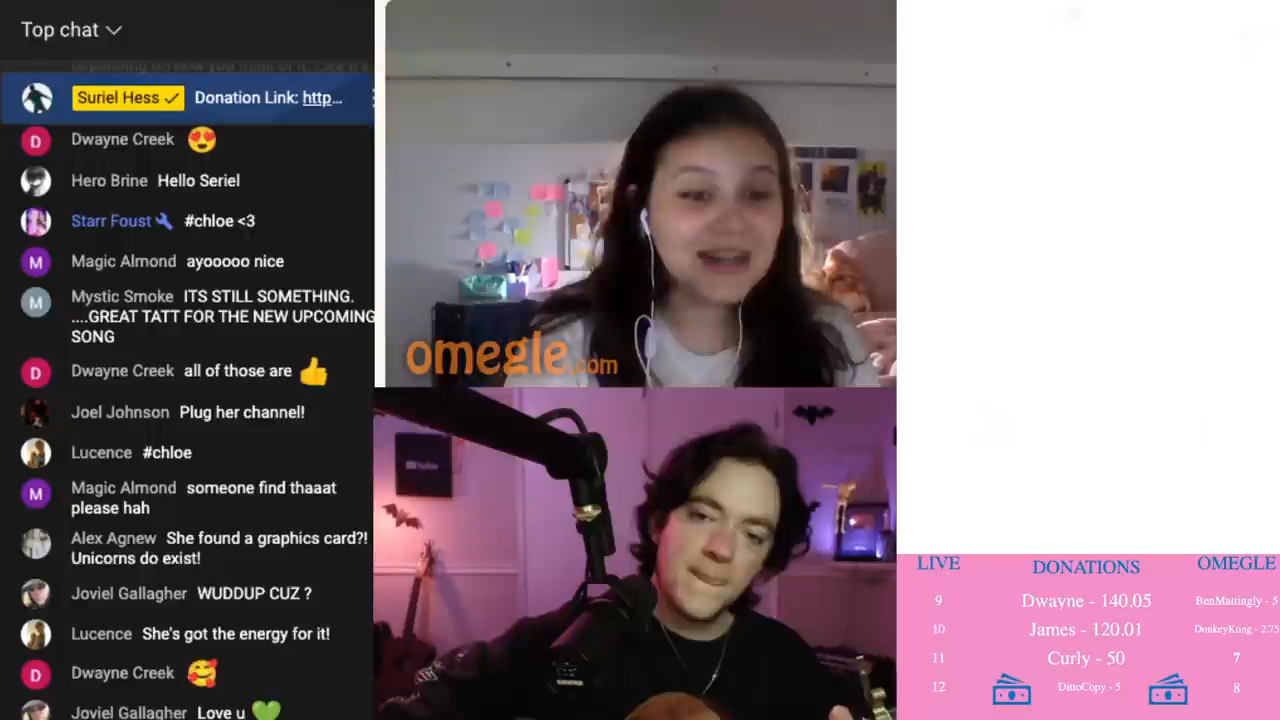 Top chat
Suriel Hess Donation Link: http...
Dwayne Creek
Hero Brine Hello Seriel
Starr Foust #chloe <3
Magic Almond ayooooo nice
Mystic Smoke ITS STILL SOMETHING.
....GREAT TATT FOR THE NEW UPCOMING
SONG
Dwayne Creek all of those are
Joel Johnson Plug her channel!
Lucence #chloe
Magic Almond someone find thaaat
please hah
Alex Agnew She found a graphics card?!
Unicorns do exist!
Joviel Gallagher WUDDUP CUZ ?
Lucence She's got the energy for it!
Dwayne Creek
Joviel Gallagher Love u
omegle.com
LIVE DONATIONS OMEGLE
9 Dwayne - 140.05 BenMattingly - 5
10 James - 120.01 DonkeyKong - 2.75
11 Curly - 50 7
12 DittoCopy - 5 8